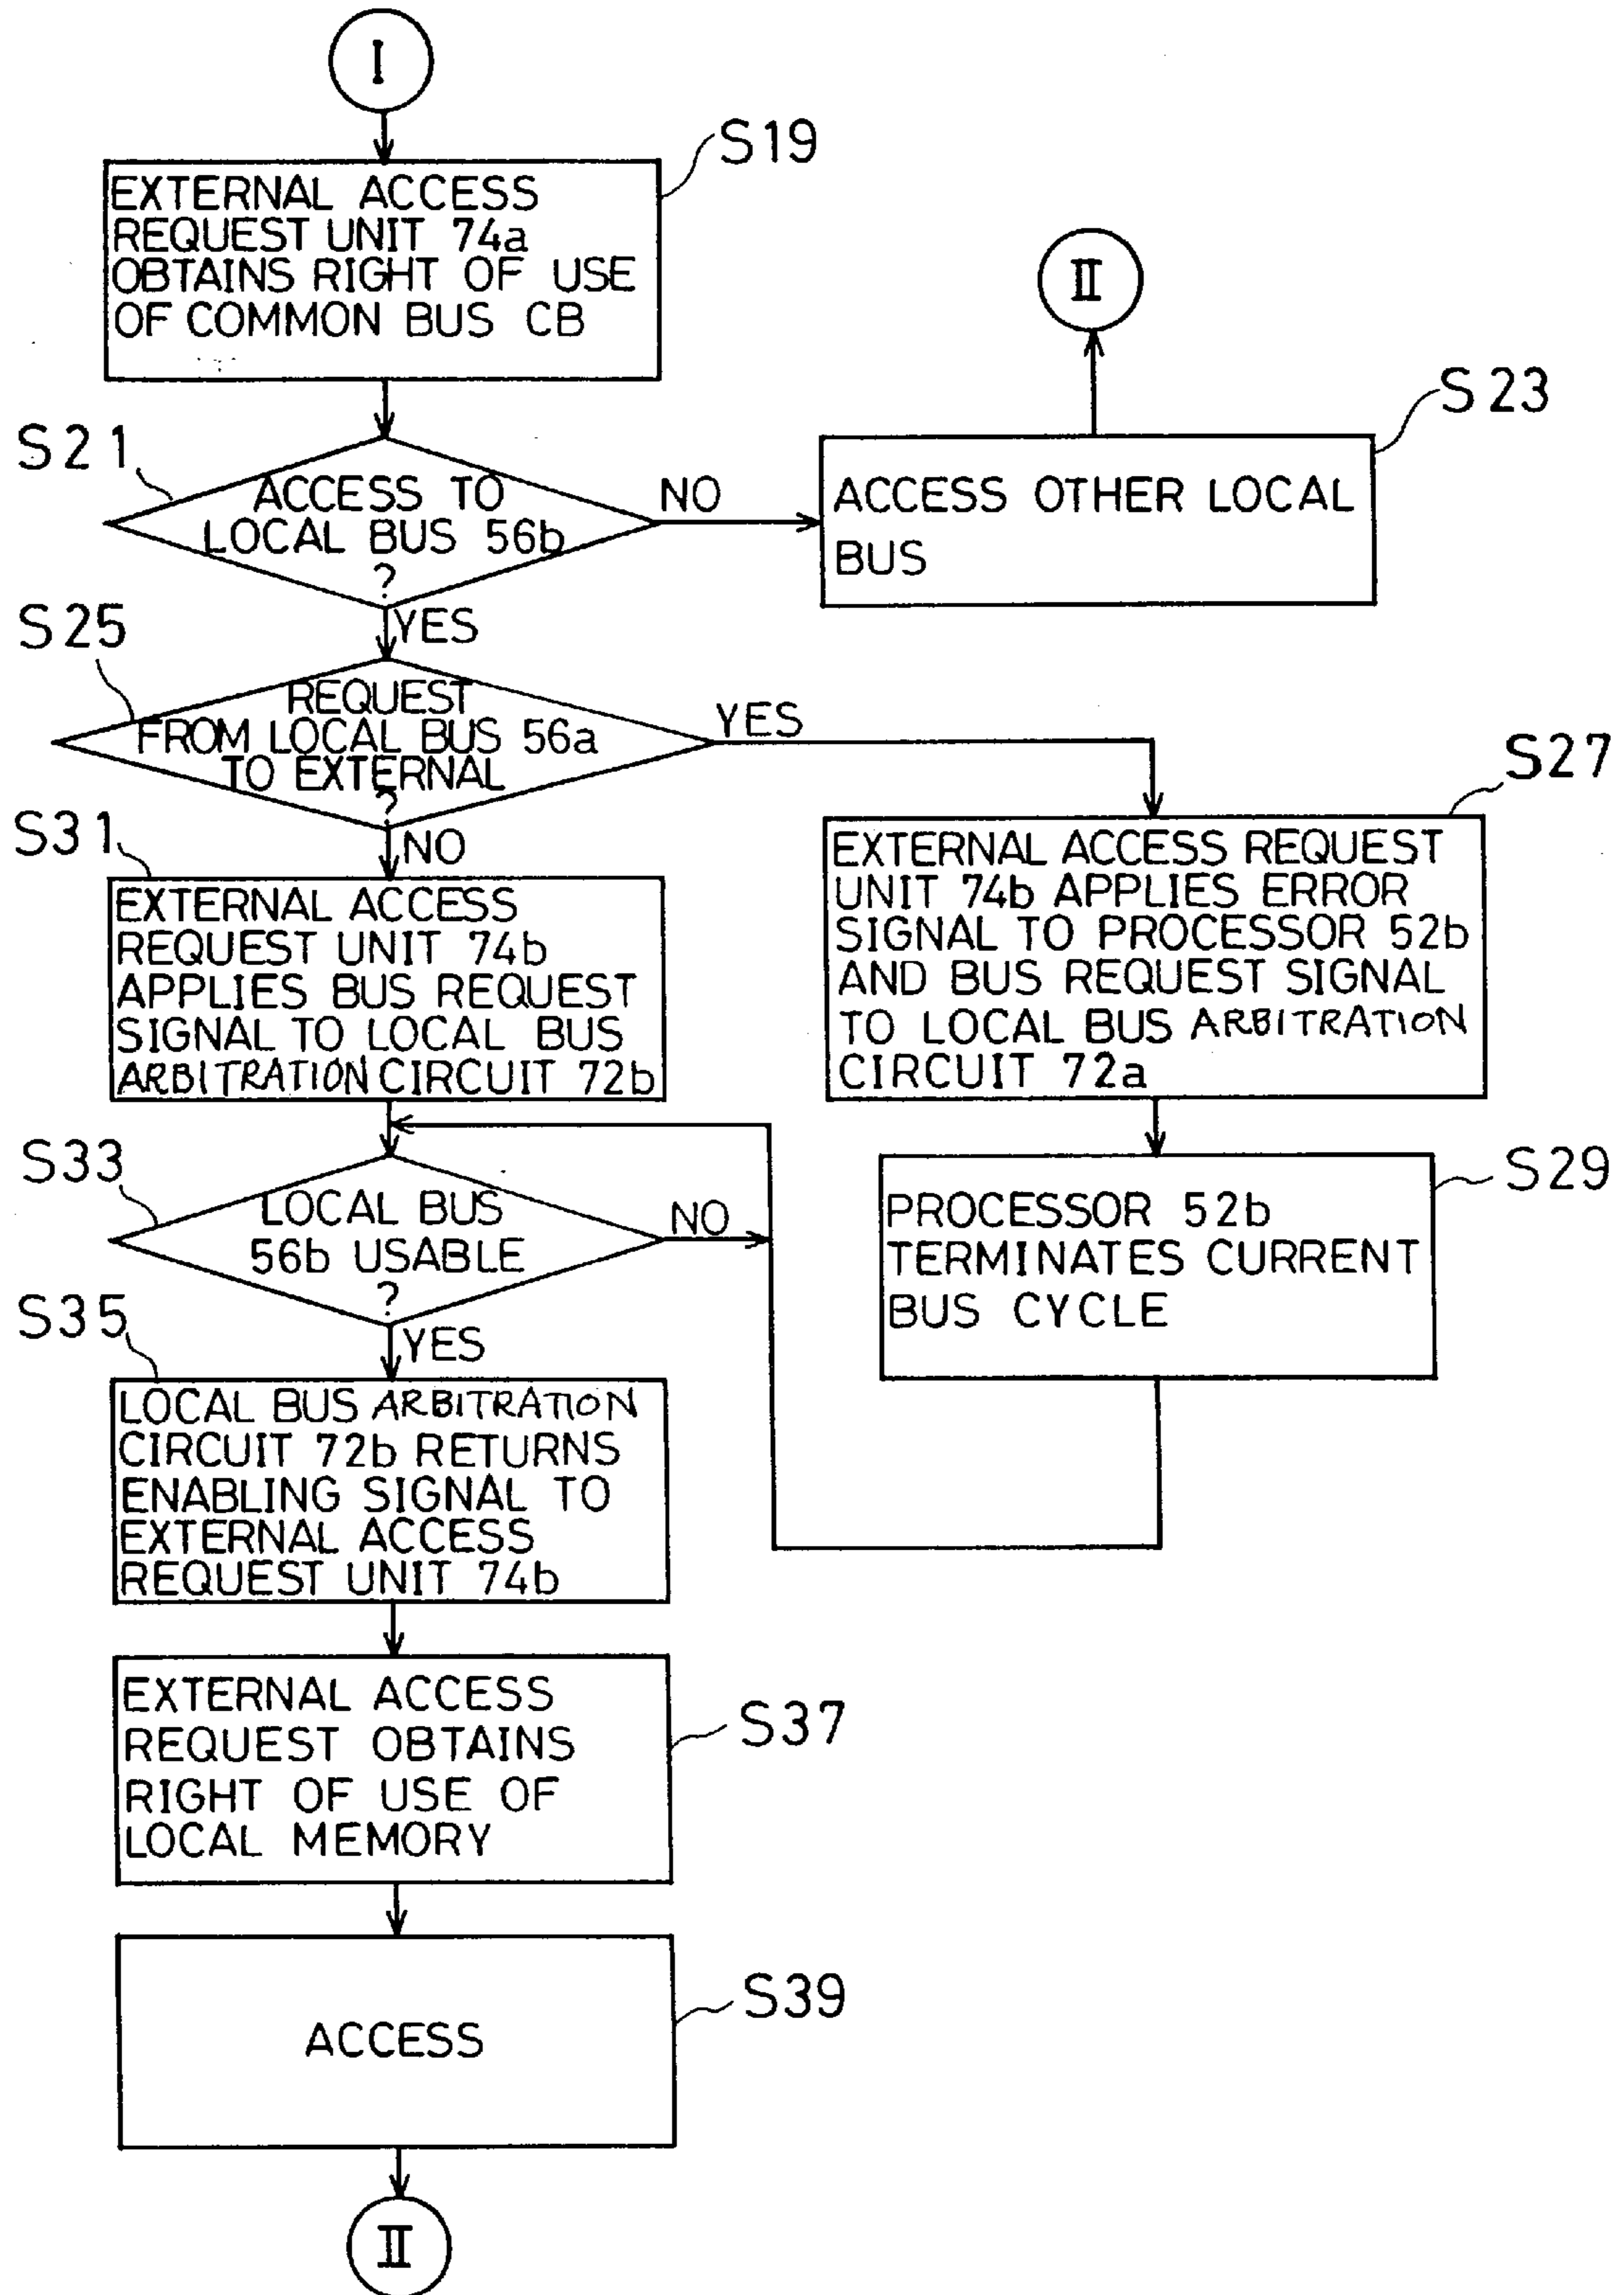 I
S19
EXTERNAL ACCESS
REQUEST UNIT 74a
OBTAINS RIGHT OF USE
OF COMMON BUS CB
II
S23
S21
ACCESS TO
LOCAL BUS 56b
?
NO
ACCESS OTHER LOCAL
BUS
YES
S25
REQUEST
FROM LOCAL BUS 56a
TO EXTERNAL
?
YES
S27
NO
S31
EXTERNAL ACCESS REQUEST
UNIT 74b APPLIES ERROR
SIGNAL TO PROCESSOR 52b
AND BUS REQUEST SIGNAL
TO LOCAL BUS ARBITRATION
CIRCUIT 72a
EXTERNAL ACCESS
REQUEST UNIT 74b
APPLIES BUS REQUEST
SIGNAL TO LOCAL BUS
ARBITRATION CIRCUIT 72b
S33
LOCAL BUS
56b USABLE
?
NO
S29
PROCESSOR 52b
TERMINATES CURRENT
BUS CYCLE
YES
S35
LOCAL BUS ARBITRATION
CIRCUIT 72b RETURNS
ENABLING SIGNAL TO
EXTERNAL ACCESS
REQUEST UNIT 74b
EXTERNAL ACCESS
REQUEST OBTAINS
RIGHT OF USE OF
LOCAL MEMORY
S37
ACCESS
S39
II